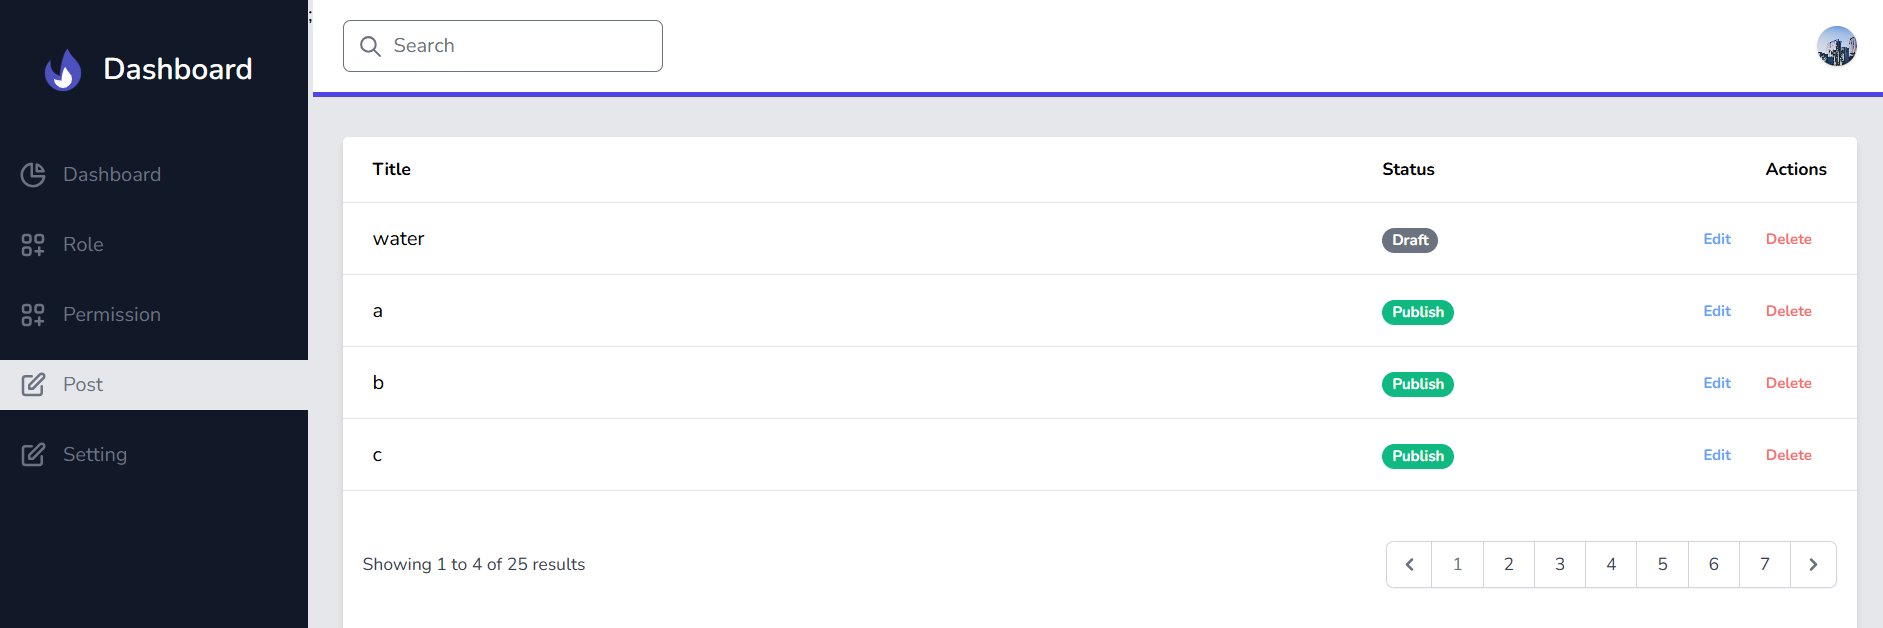 Dashboard
Dashboard
Role
Permission
Post
Setting
;
Search
Title Status Actions
water Draft Edit Delete
a Publish Edit Delete
b Publish Edit Delete
c Publish Edit Delete
Showing 1 to 4 of 25 results
1 2 3 4 5 6 7